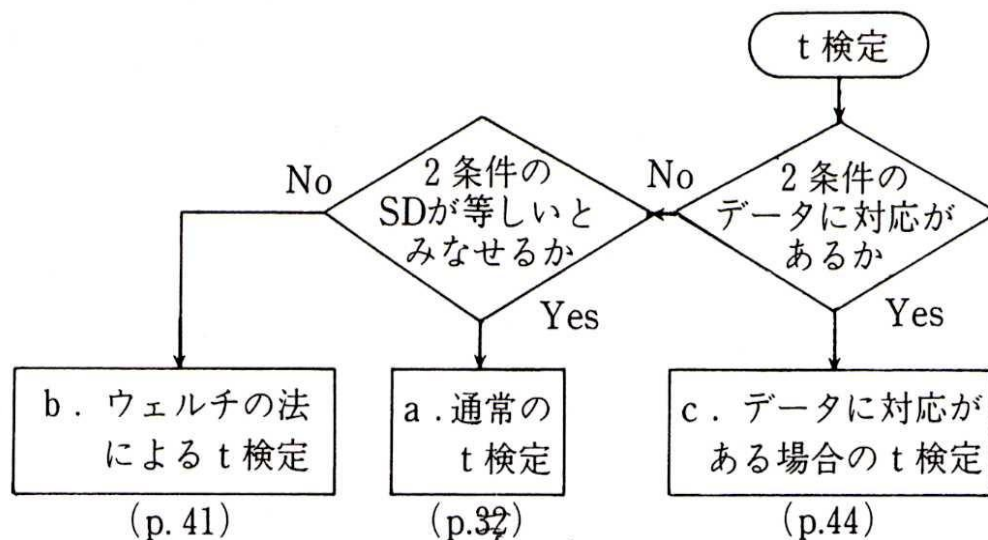 t 検定
2 条件の
データに対応が
あるか
No
Yes
2 条件の
SDが等しいと
みなせるか
No
Yes
b . ウェルチの法
による t 検定
(p. 41)
a . 通常の
t 検定
(p.32)
c . データに対応が
ある場合の t 検定
(p.44)